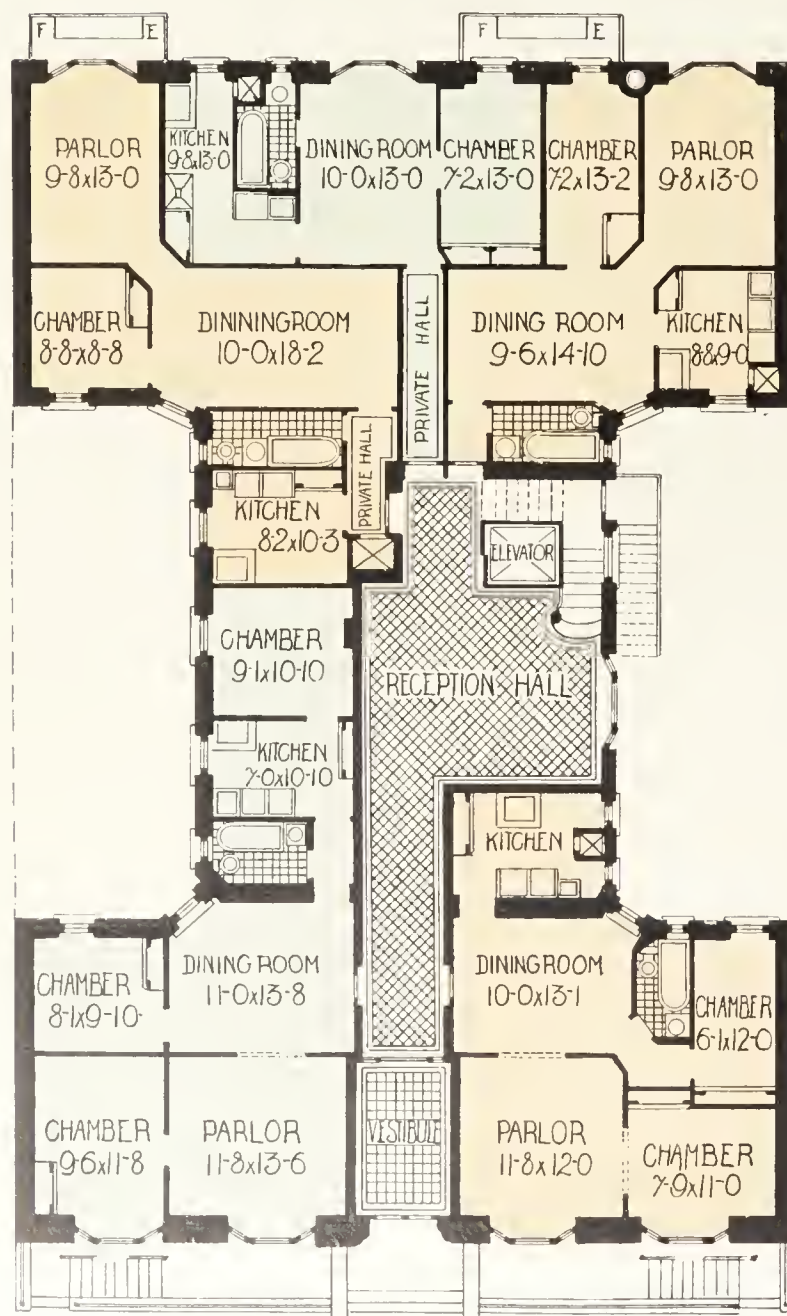 F E
F E
PARLOR
9-8x13-0
KITCHEN
9-8x13-0
DINING ROOM
10-0x13-0
CHAMBER
7-2x13-0
CHAMBER
7-2x13-2
PARLOR
9-8x13-0
CHAMBER
8-8x8-8
DININING ROOM
10-0x18-2
PRIVATE HALL
DINING ROOM
9-6x14-10
KITCHEN
8-8x9-0
PRIVATE HALL
KITCHEN
8-2x10-3
ELEVATOR
CHAMBER
9-1x10-10
RECEPTION HALL
KITCHEN
7-0x10-10
KITCHEN
CHAMBER
8-1x9-10
DINING ROOM
11-0x13-8
DINING ROOM
10-0x13-1
CHAMBER
6-1x12-0
CHAMBER
9-6x11-8
PARLOR
11-8x13-6
VESTIBULE
PARLOR
11-8x12-0
CHAMBER
7-9x11-0